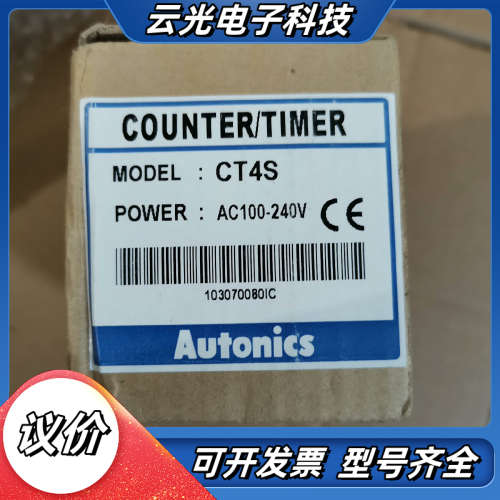 云光电子科技
COUNTER/TIMER
MODEL : CT4S
POWER : AC100-240V CE
103070080IC
Autonics
议价
可开发票 型号齐全